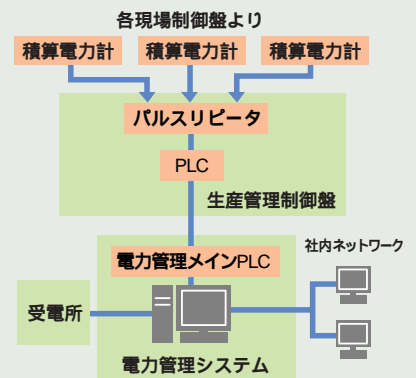 各現場制御盤より
積算電力計 積算電力計 積算電力計
パルスリピータ
PLC
生産管理制御盤
社内ネットワーク
電力管理メインPLC
受電所
電力管理システム